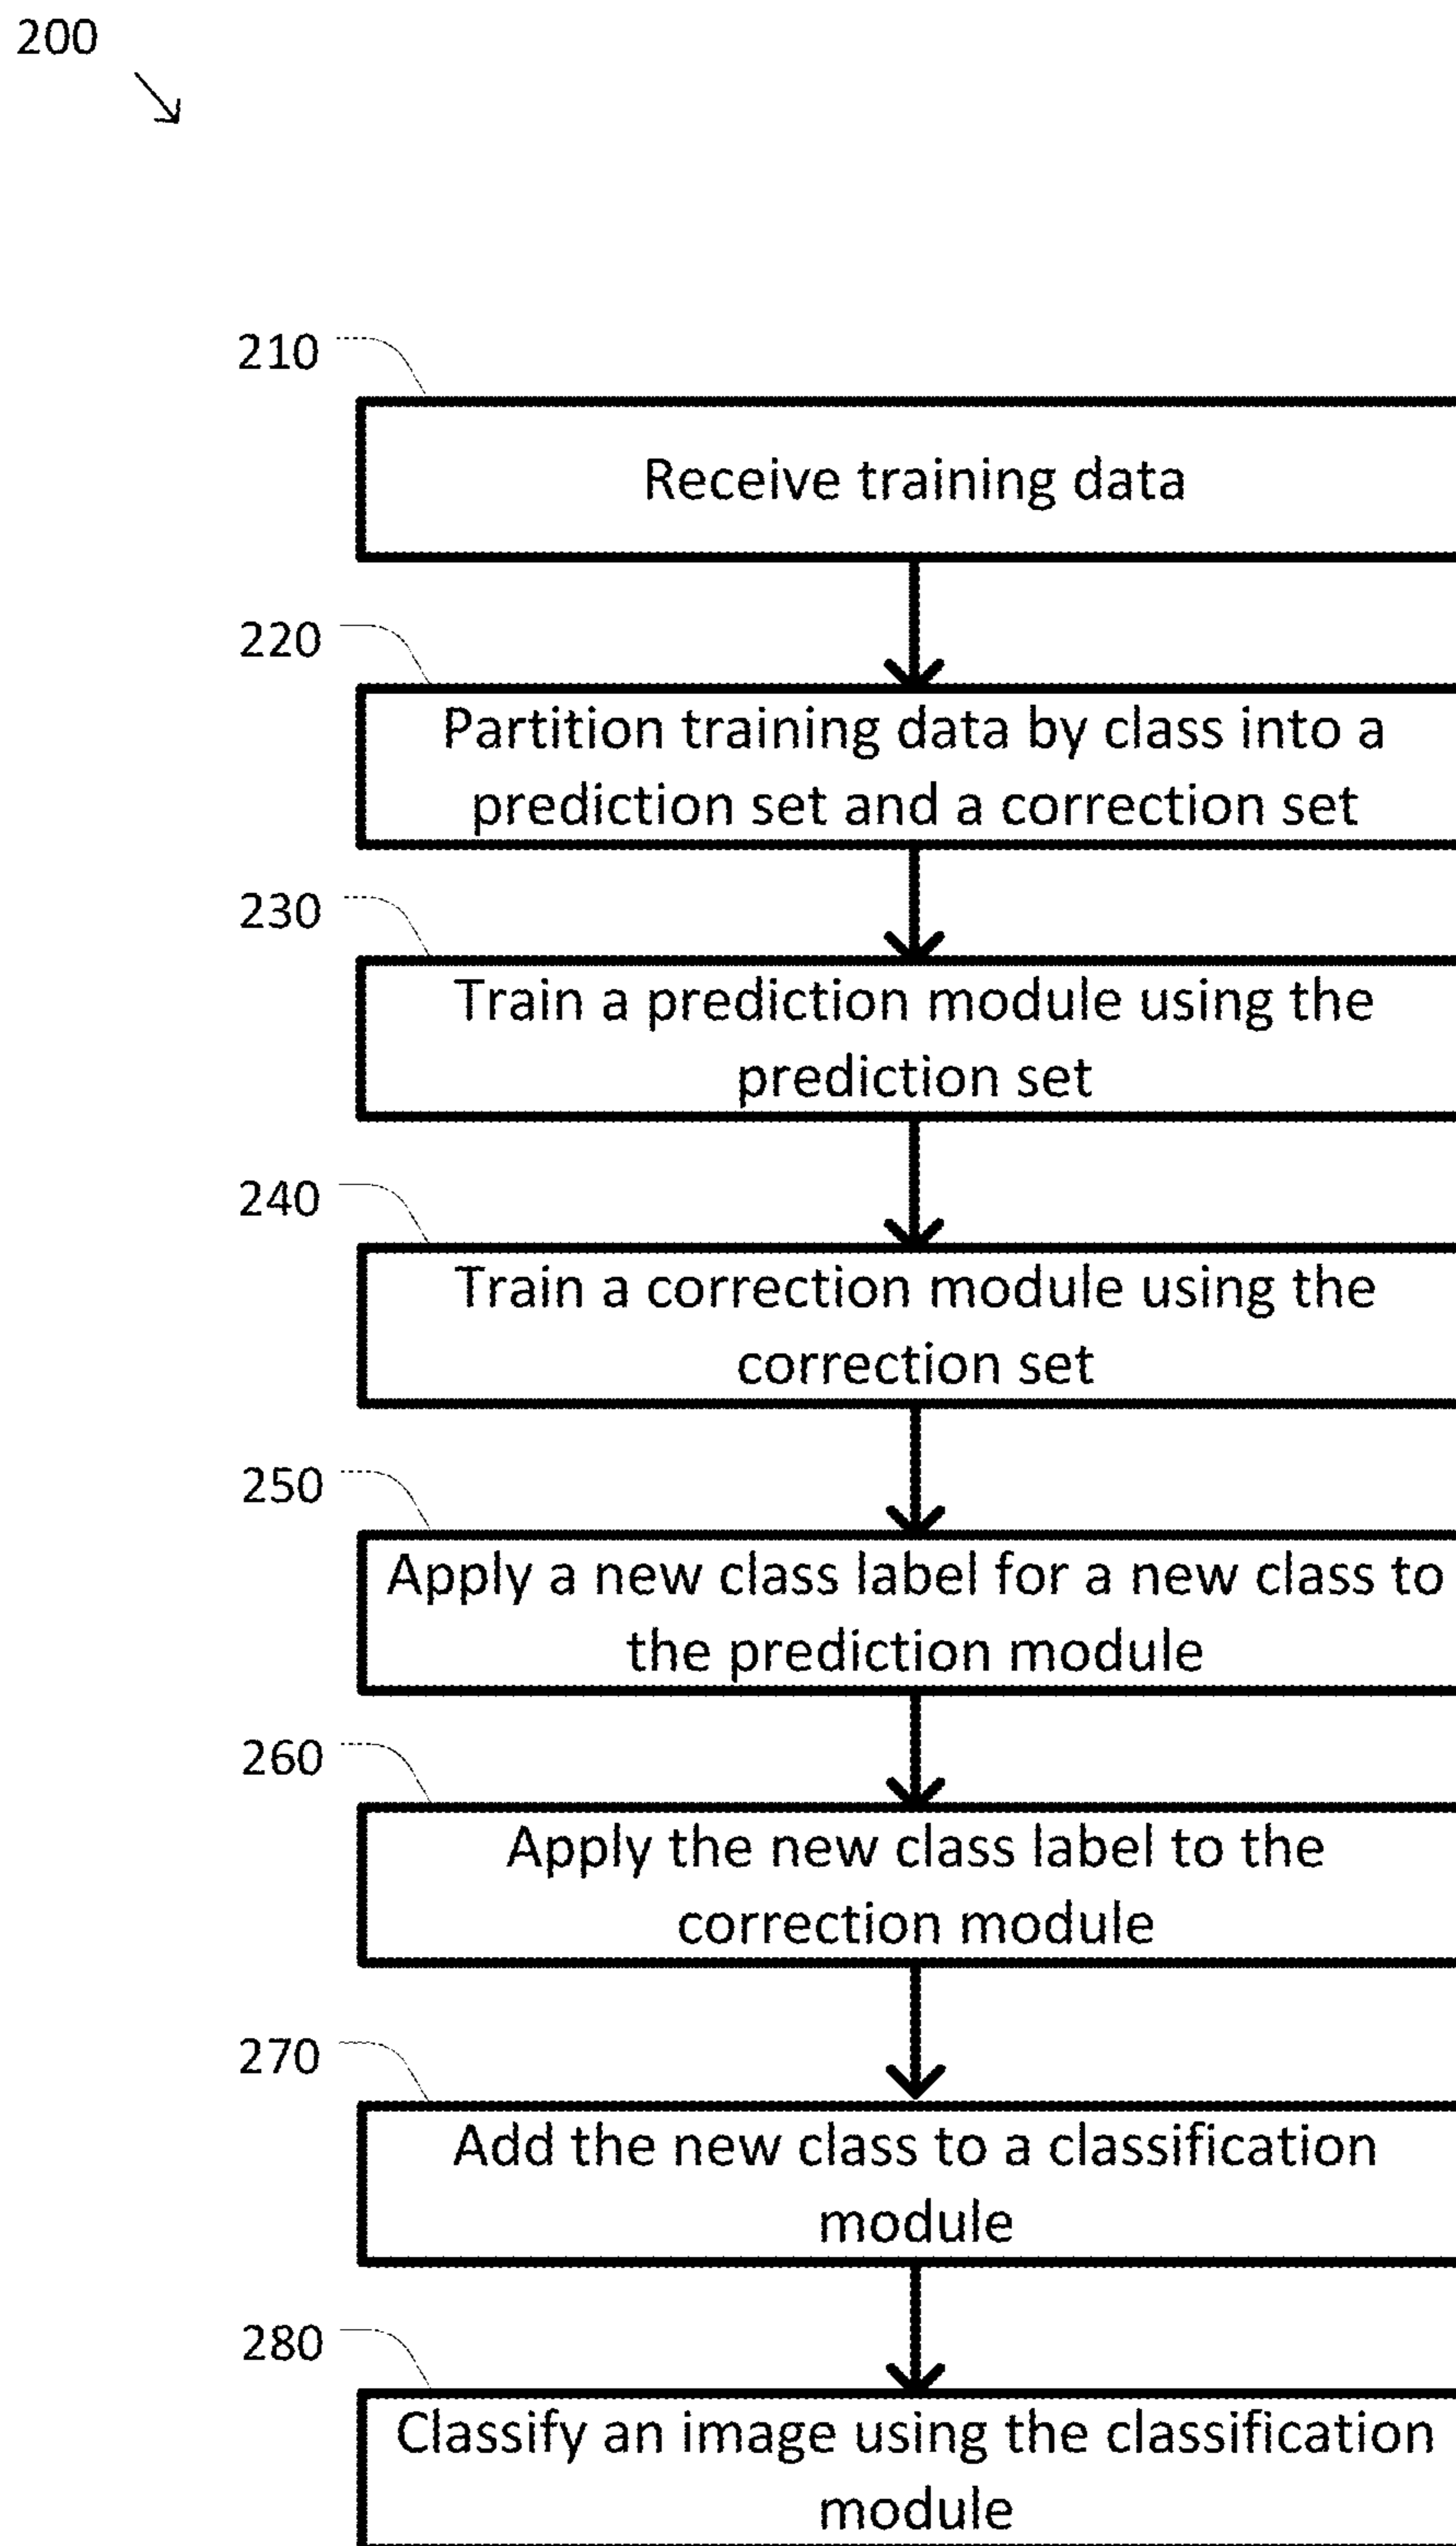 200
210
Receive training data
220
Partition training data by class into a
prediction set and a correction set
230
Train a prediction module using the
prediction set
240
Train a correction module using the
correction set
250
Apply a new class label for a new class to
the prediction module
260
Apply the new class label to the
correction module
270
Add the new class to a classification
module
280
Classify an image using the classification
module